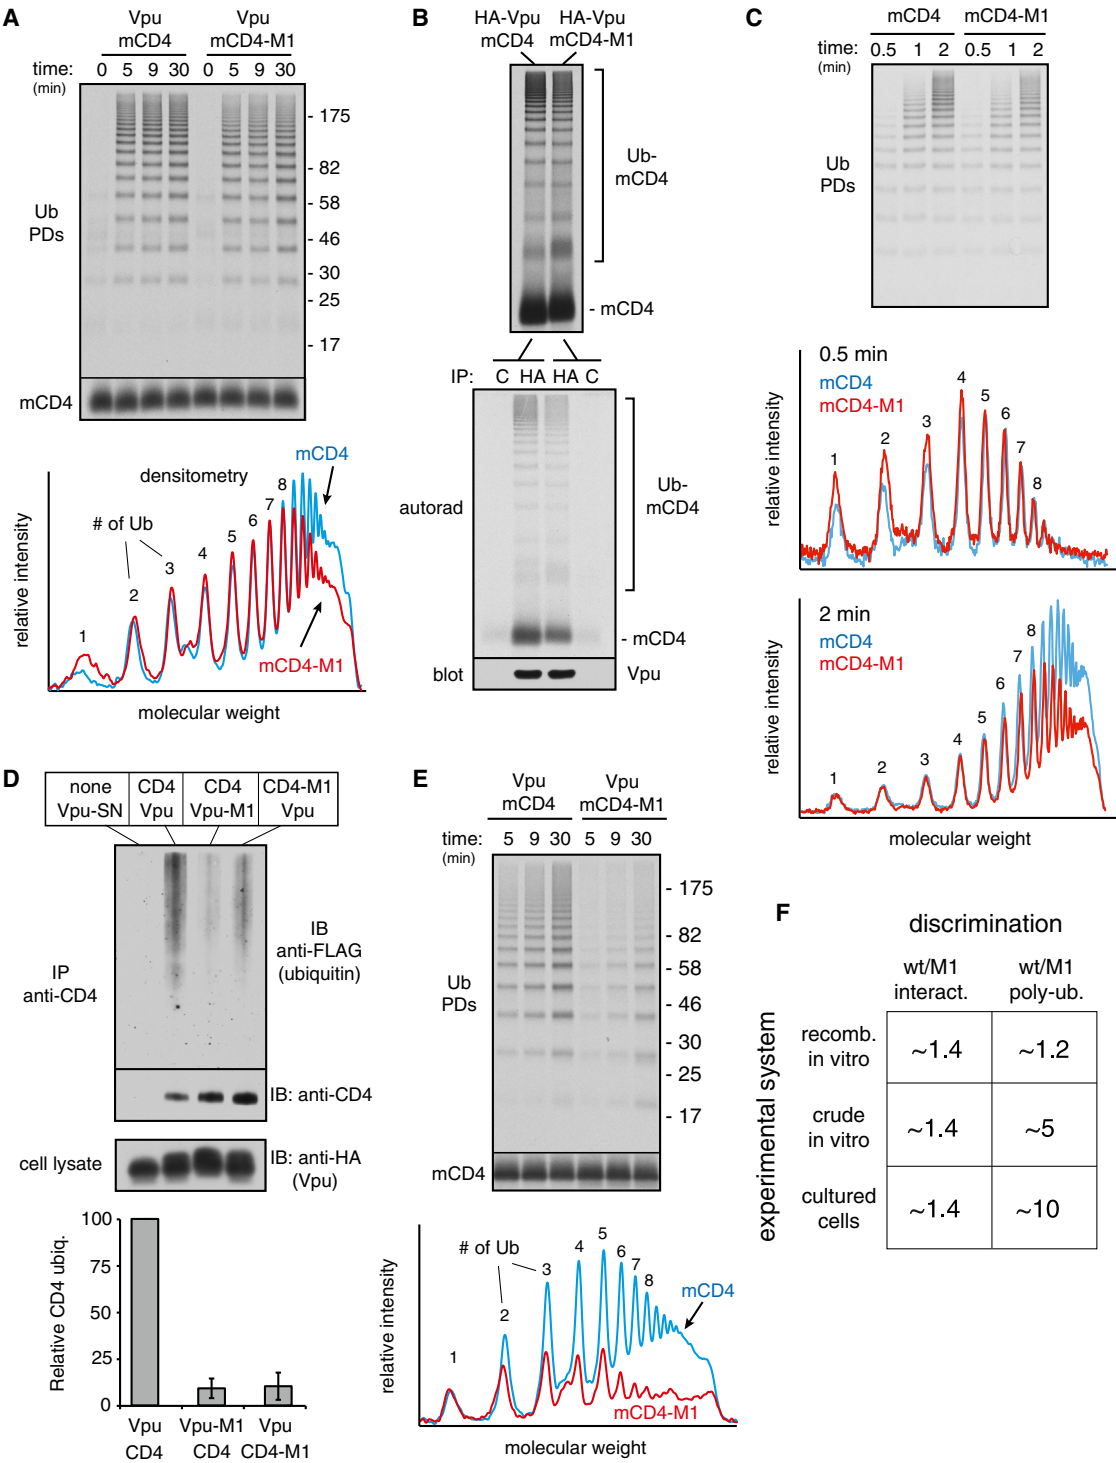 A
Vpu
mCD4
Vpu
mCD4-M1
time:
(min)
0 5 9 30 0 5 9 30
Ub
PDs
- 175
- 82
- 58
- 46
- 30
- 25
- 17
mCD4
densitometry
mCD4
# of Ub
1 2 3 4 5 6 7 8
mCD4-M1
relative intensity
molecular weight
B
HA-Vpu
mCD4
HA-Vpu
mCD4-M1
Ub-
mCD4
- mCD4
IP: C HA HA C
autorad
Ub-
mCD4
- mCD4
blot
Vpu
C
mCD4 mCD4-M1
time:
(min)
0.5 1 2 0.5 1 2
Ub
PDs
0.5 min
mCD4
mCD4-M1
1 2 3 4 5 6 7 8
relative intensity
2 min
mCD4
mCD4-M1
1 2 3 4 5 6 7 8
relative intensity
molecular weight
D
none
Vpu-SN
CD4
Vpu
CD4
Vpu-M1
CD4-M1
Vpu
IP
anti-CD4
IB
anti-FLAG
(ubiquitin)
IB: anti-CD4
cell lysate
IB: anti-HA
(Vpu)
Relative CD4 ubiq.
100
75
50
25
0
Vpu
CD4
Vpu-M1
CD4
Vpu
CD4-M1
E
Vpu
mCD4
Vpu
mCD4-M1
time:
(min)
5 9 30 5 9 30
Ub
PDs
- 175
- 82
- 58
- 46
- 30
- 25
- 17
mCD4
# of Ub
1 2 3 4 5 6 7 8
mCD4
mCD4-M1
relative intensity
molecular weight
F
discrimination
wt/M1
interact.
wt/M1
poly-ub.
experimental system
recomb.
in vitro
~1.4 ~1.2
crude
in vitro
~1.4 ~5
cultured
cells
~1.4 ~10